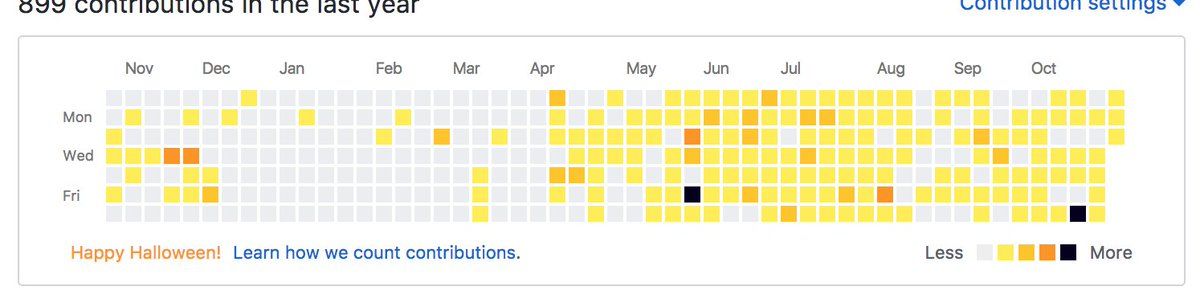 899 contributions in the last year
Contribution settings
Nov Dec Jan Feb Mar Apr May Jun Jul Aug Sep Oct
Mon
Wed
Fri
Happy Halloween! Learn how we count contributions.
Less More